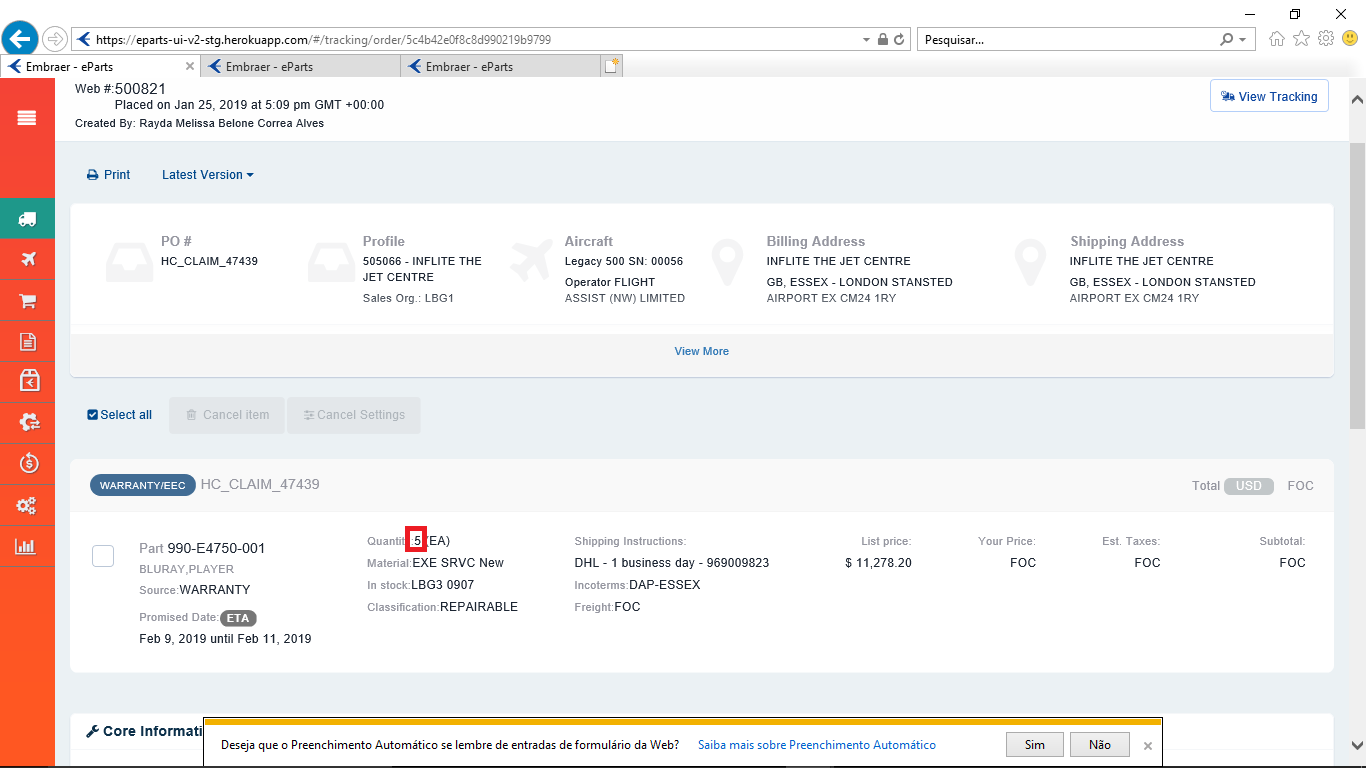 https://eparts-ui-v2-stg.herokuapp.com/#/tracking/order/5c4b42e0f8c8d990219b9799
Pesquisar...
Embraer - eParts
Embraer - eParts
Embraer - eParts
Web #:500821
Placed on Jan 25, 2019 at 5:09 pm GMT +00:00
Created By: Rayda Melissa Belone Correa Alves
View Tracking
Print
Latest Version
PO #
HC_CLAIM_47439
Profile
505066 - INFLITE THE
JET CENTRE
Sales Org.: LBG1
Aircraft
Legacy 500 SN: 00056
Operator FLIGHT
ASSIST (NW) LIMITED
Billing Address
INFLITE THE JET CENTRE
GB, ESSEX - LONDON STANSTED
AIRPORT EX CM24 1RY
Shipping Address
INFLITE THE JET CENTRE
GB, ESSEX - LONDON STANSTED
AIRPORT EX CM24 1RY
View More
Select all
Cancel item
Cancel Settings
WARRANTY/EEC HC_CLAIM_47439
Total USD FOC
Part 990-E4750-001
BLURAY,PLAYER
Source:WARRANTY
Promised Date: ETA
Feb 9, 2019 until Feb 11, 2019
Quantit :5 (EA)
Material:EXE SRVC New
In stock:LBG3 0907
Classification:REPAIRABLE
Shipping Instructions:
DHL - 1 business day - 969009823
Incoterms:DAP-ESSEX
Freight:FOC
List price:
$ 11,278.20
Your Price:
FOC
Est. Taxes:
FOC
Subtotal:
FOC
Core Informati
Deseja que o Preenchimento Automático se lembre de entradas de formulário da Web?
Saiba mais sobre Preenchimento Automático
Sim
Não